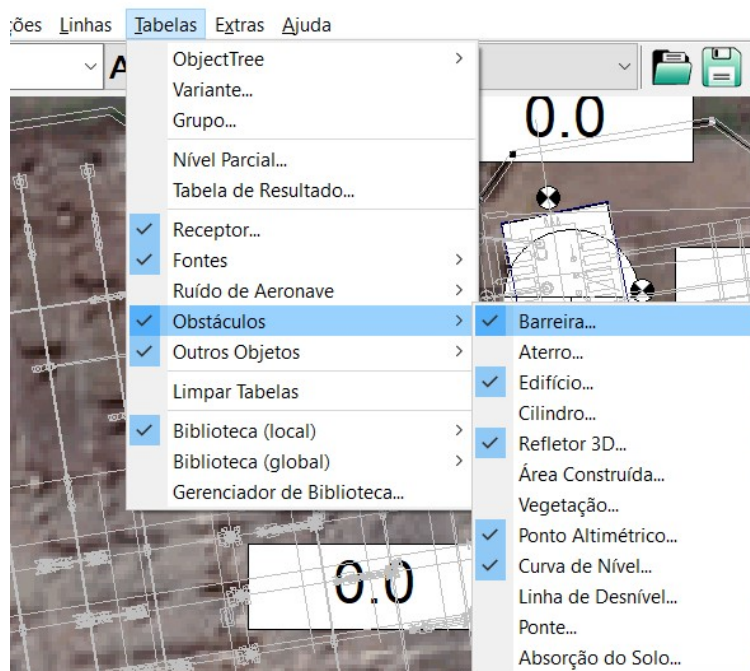 ções Linhas Tabelas Extras Ajuda
A
ObjectTree
Variante...
Grupo...
Nível Parcial...
Tabela de Resultado...
Receptor...
Fontes
Ruído de Aeronave
Obstáculos
Outros Objetos
Limpar Tabelas
Biblioteca (local)
Biblioteca (global)
Gerenciador de Biblioteca...
0.0
Barreira...
Aterro...
Edifício...
Cilindro...
Refletor 3D...
Área Construída...
Vegetação...
Ponto Altimétrico...
Curva de Nível...
Linha de Desnível...
Ponte...
Absorção do Solo...
0.0